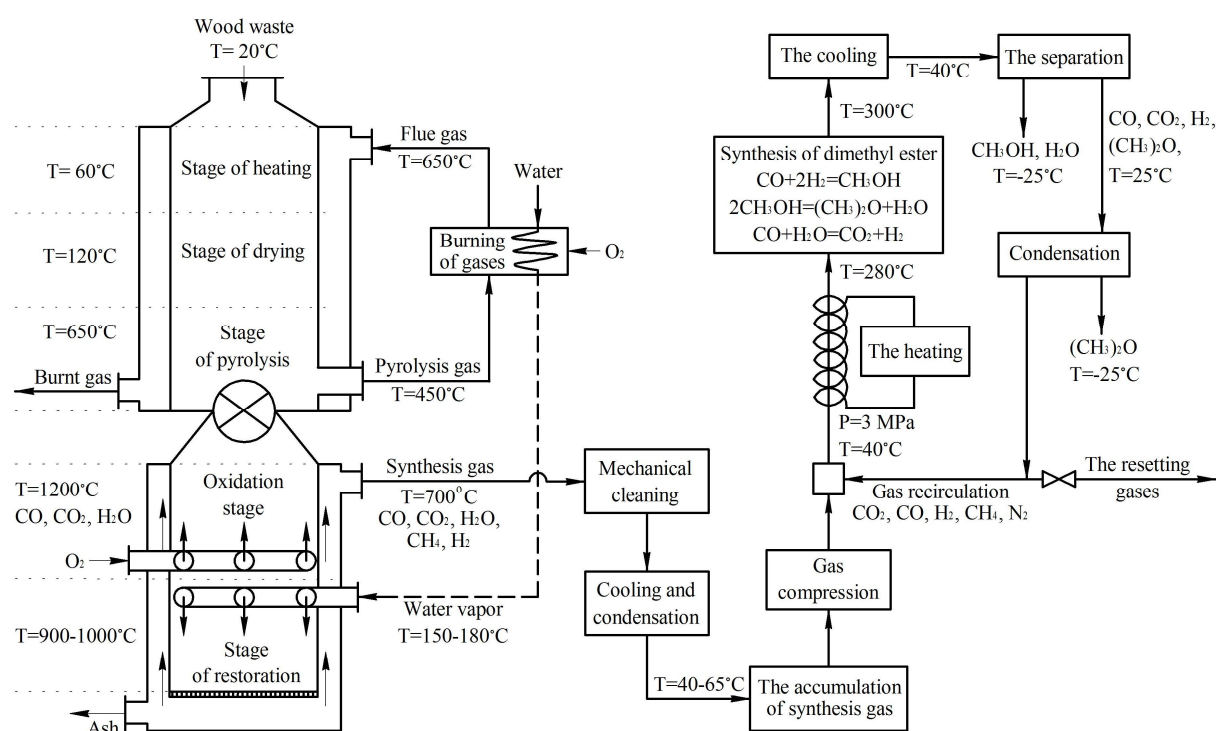 Wood waste
T= 20°C
T= 60°C
Stage of heating
T=120°C
Stage of drying
T=650°C
Stage
of pyrolysis
Burnt gas
Flue gas
T=650°C
Water
Burning
of gases
O2
Pyrolysis gas
T=450°C
T=1200°C
CO, CO2, H2O
Oxidation
stage
O2
Synthesis gas
T=700°C
CO, CO2, H2O,
CH4, H2
T=900-1000°C
Stage
of restoration
Water vapor
T=150-180°C
Ash
Mechanical
cleaning
Cooling and
condensation
T=40-65°C
The accumulation
of synthesis gas
Gas
compression
P=3 MPa
T=40°C
The heating
T=280°C
Synthesis of dimethyl ester
CO+2H2=CH3OH
2CH3OH=(CH3)2O+H2O
CO+H2O=CO2+H2
T=300°C
The cooling
T=40°C
The separation
CH3OH, H2O
T=-25°C
CO, CO2, H2,
(CH3)2O,
T=25°C
Condensation
(CH3)2O
T=-25°C
Gas rcirculation
CO2, CO, H2, CH4, N2
The resetting
gases